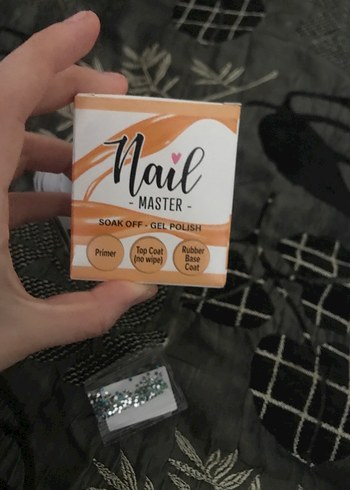 Nail
- MASTER -
SOAK OFF - GEL POLISH
Primer
Top Coat
(no wipe)
Rubber
Base
Coat